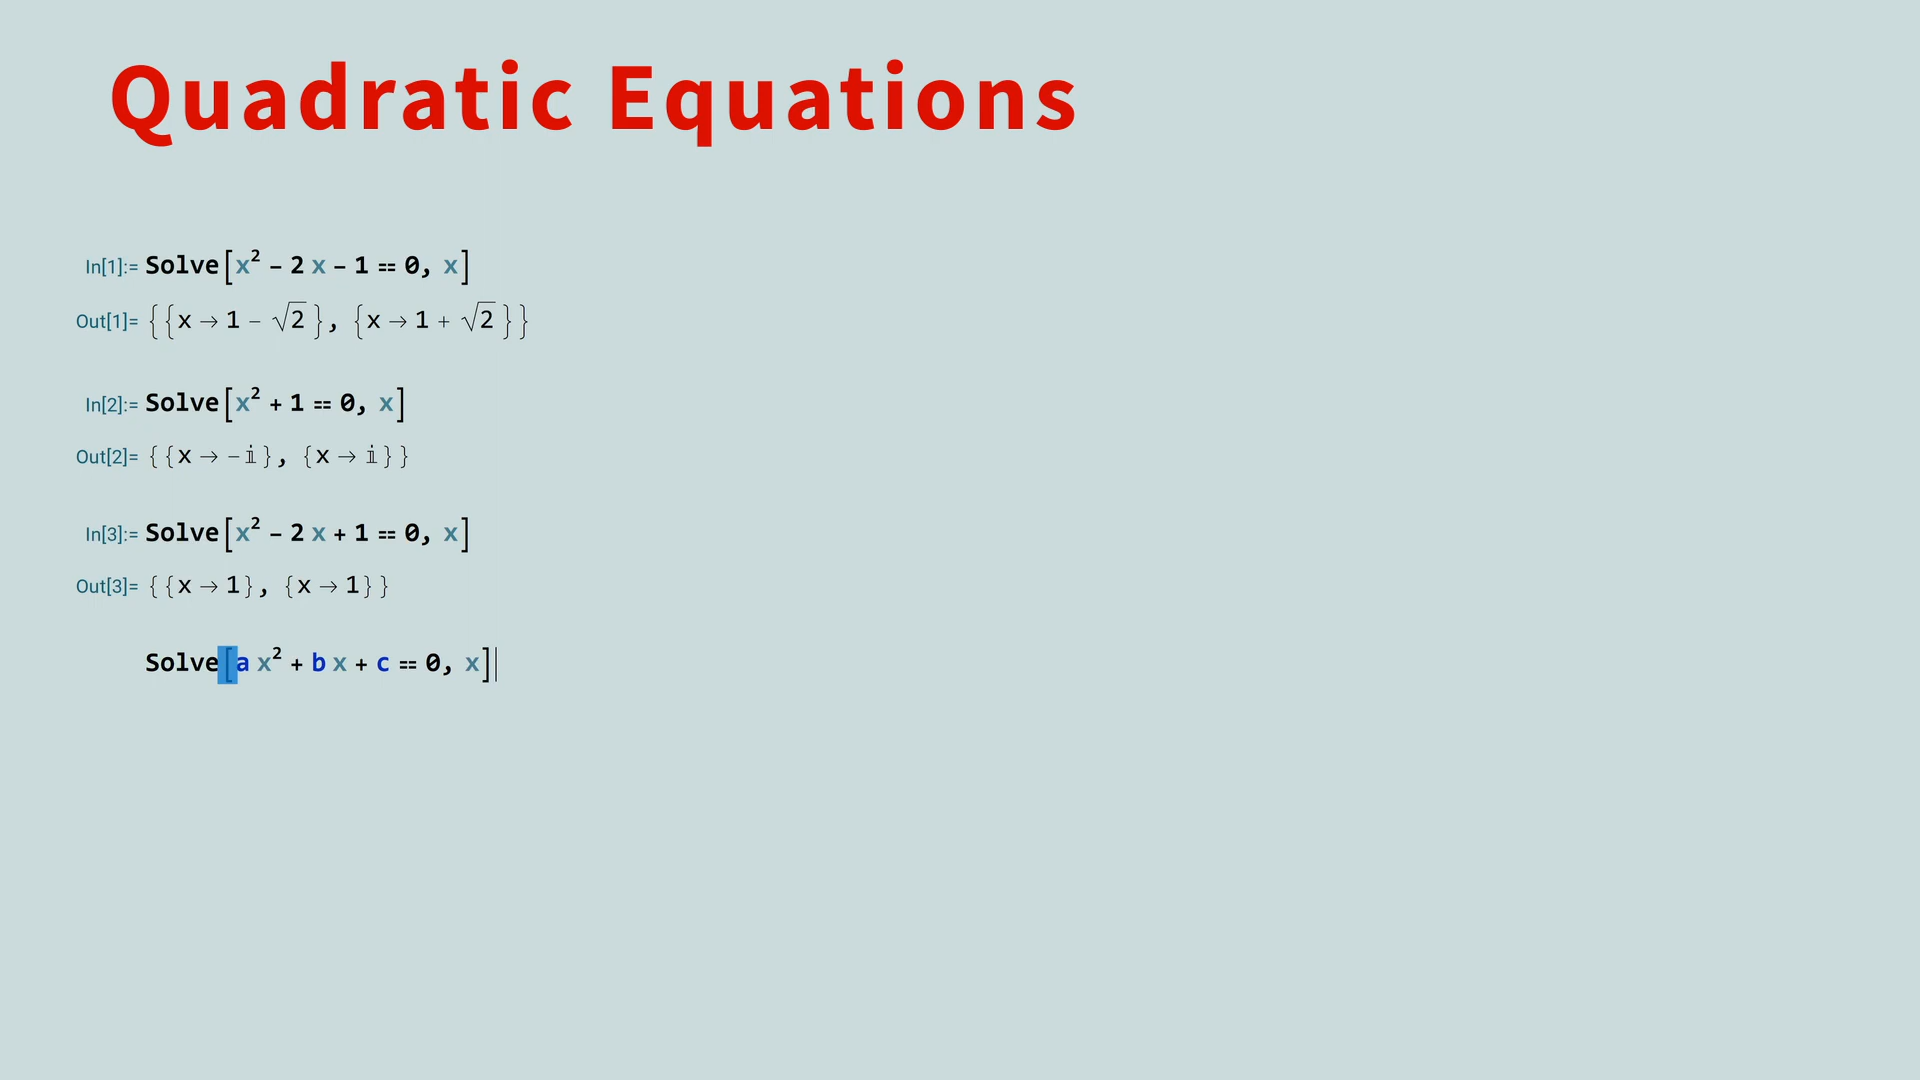 Quadratic Equations
In[1]:= Solve[x² - 2 x - 1 == 0, x]
Out[1]= {{x → 1 - √2}, {x → 1 + √2}}
In[2]:= Solve[x² + 1 == 0, x]
Out[2]= {{x → -ⅈ}, {x → ⅈ}}
In[3]:= Solve[x² - 2 x + 1 == 0, x]
Out[3]= {{x → 1}, {x → 1}}
Solve[a x² + b x + c == 0, x]